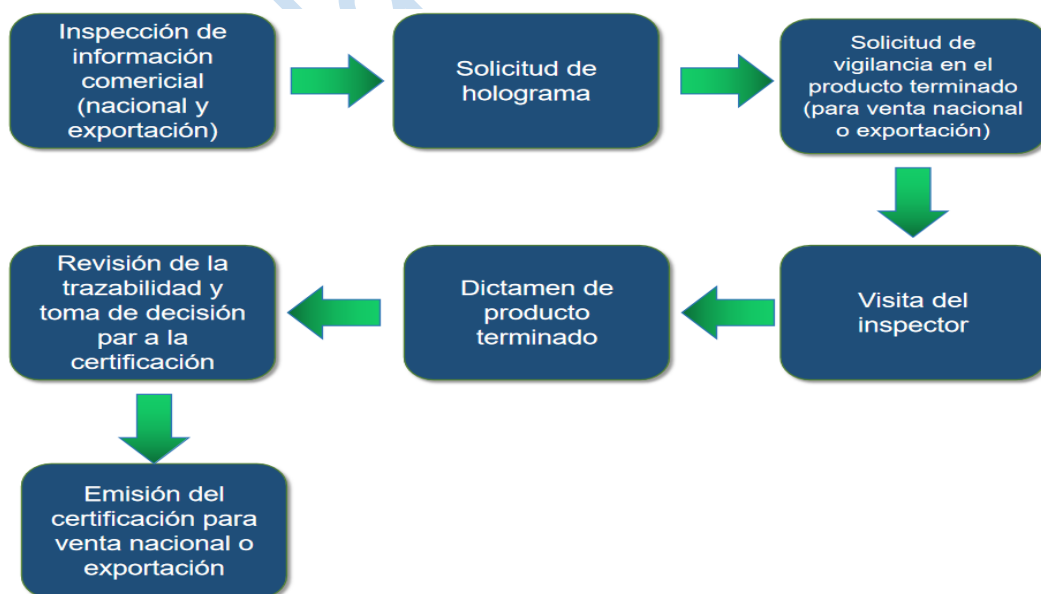 Inspección de
información
comericial
(nacional y
exportación)
Solicitud de
holograma
Solicitud de
vigilancia en el
producto terminado
(para venta nacional
o exportación)
Visita del
inspector
Dictamen de
producto
terminado
Revisión de la
trazabilidad y
toma de decisión
par a la
certificación
Emisión del
certificación para
venta nacional o
exportación